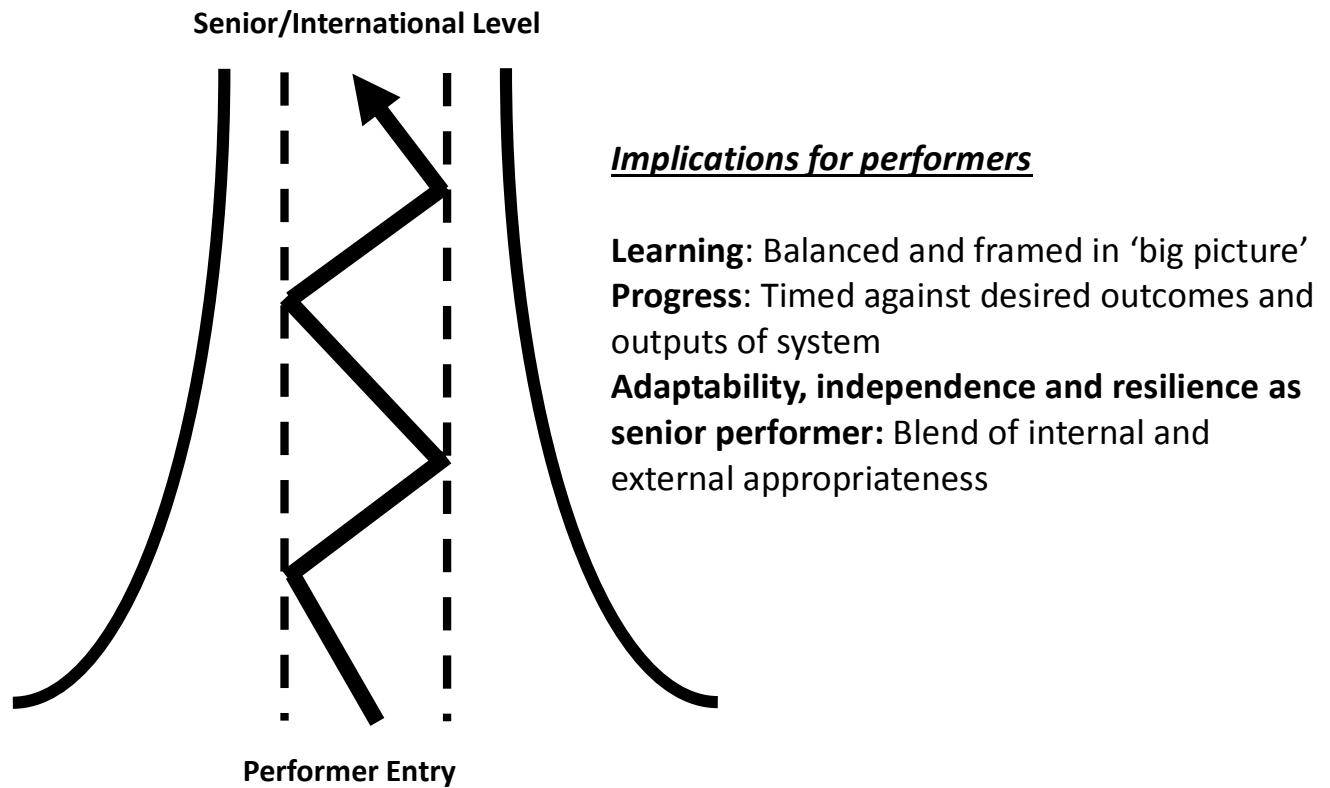 Senior/International Level
Implications for performers
Learning: Balanced and framed in ‘big picture’
Progress: Timed against desired outcomes and
outputs of system
Adaptability, independence and resilience as
senior performer: Blend of internal and
external appropriateness
Performer Entry